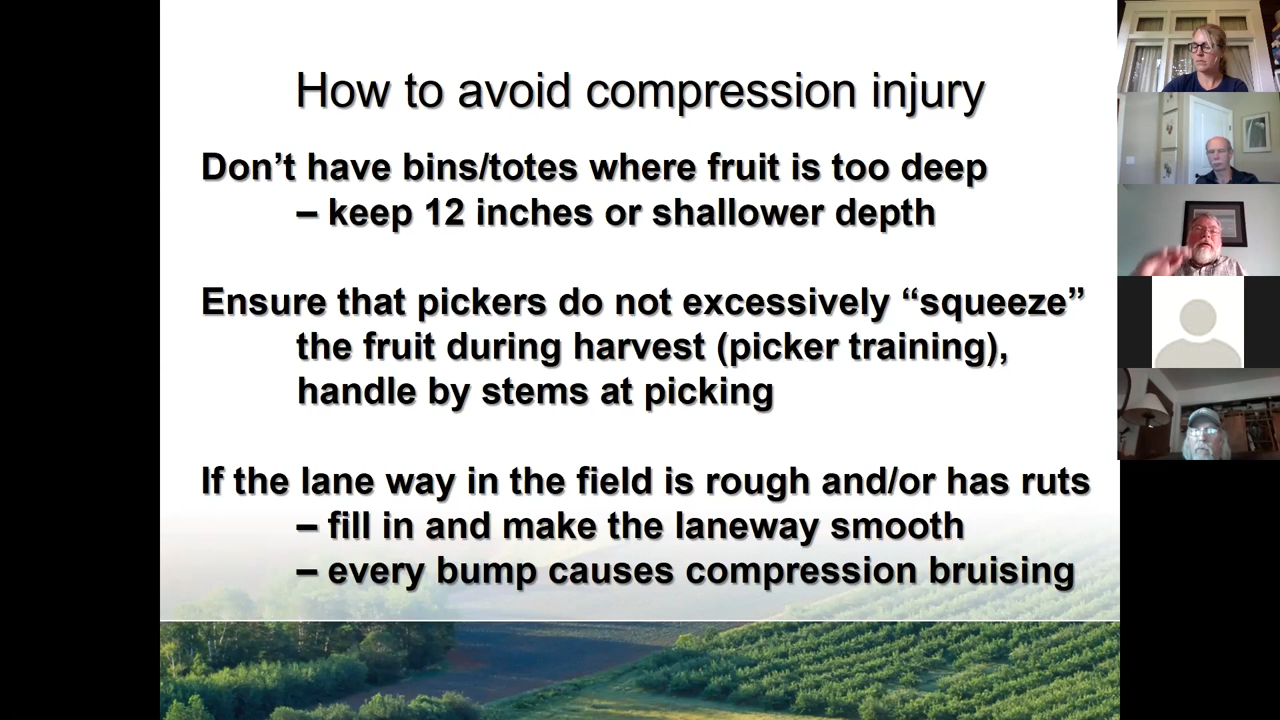 How to avoid compression injury
Don’t have bins/totes where fruit is too deep
– keep 12 inches or shallower depth
Ensure that pickers do not excessively “squeeze”
the fruit during harvest (picker training),
handle by stems at picking
If the lane way in the field is rough and/or has ruts
– fill in and make the laneway smooth
– every bump causes compression bruising